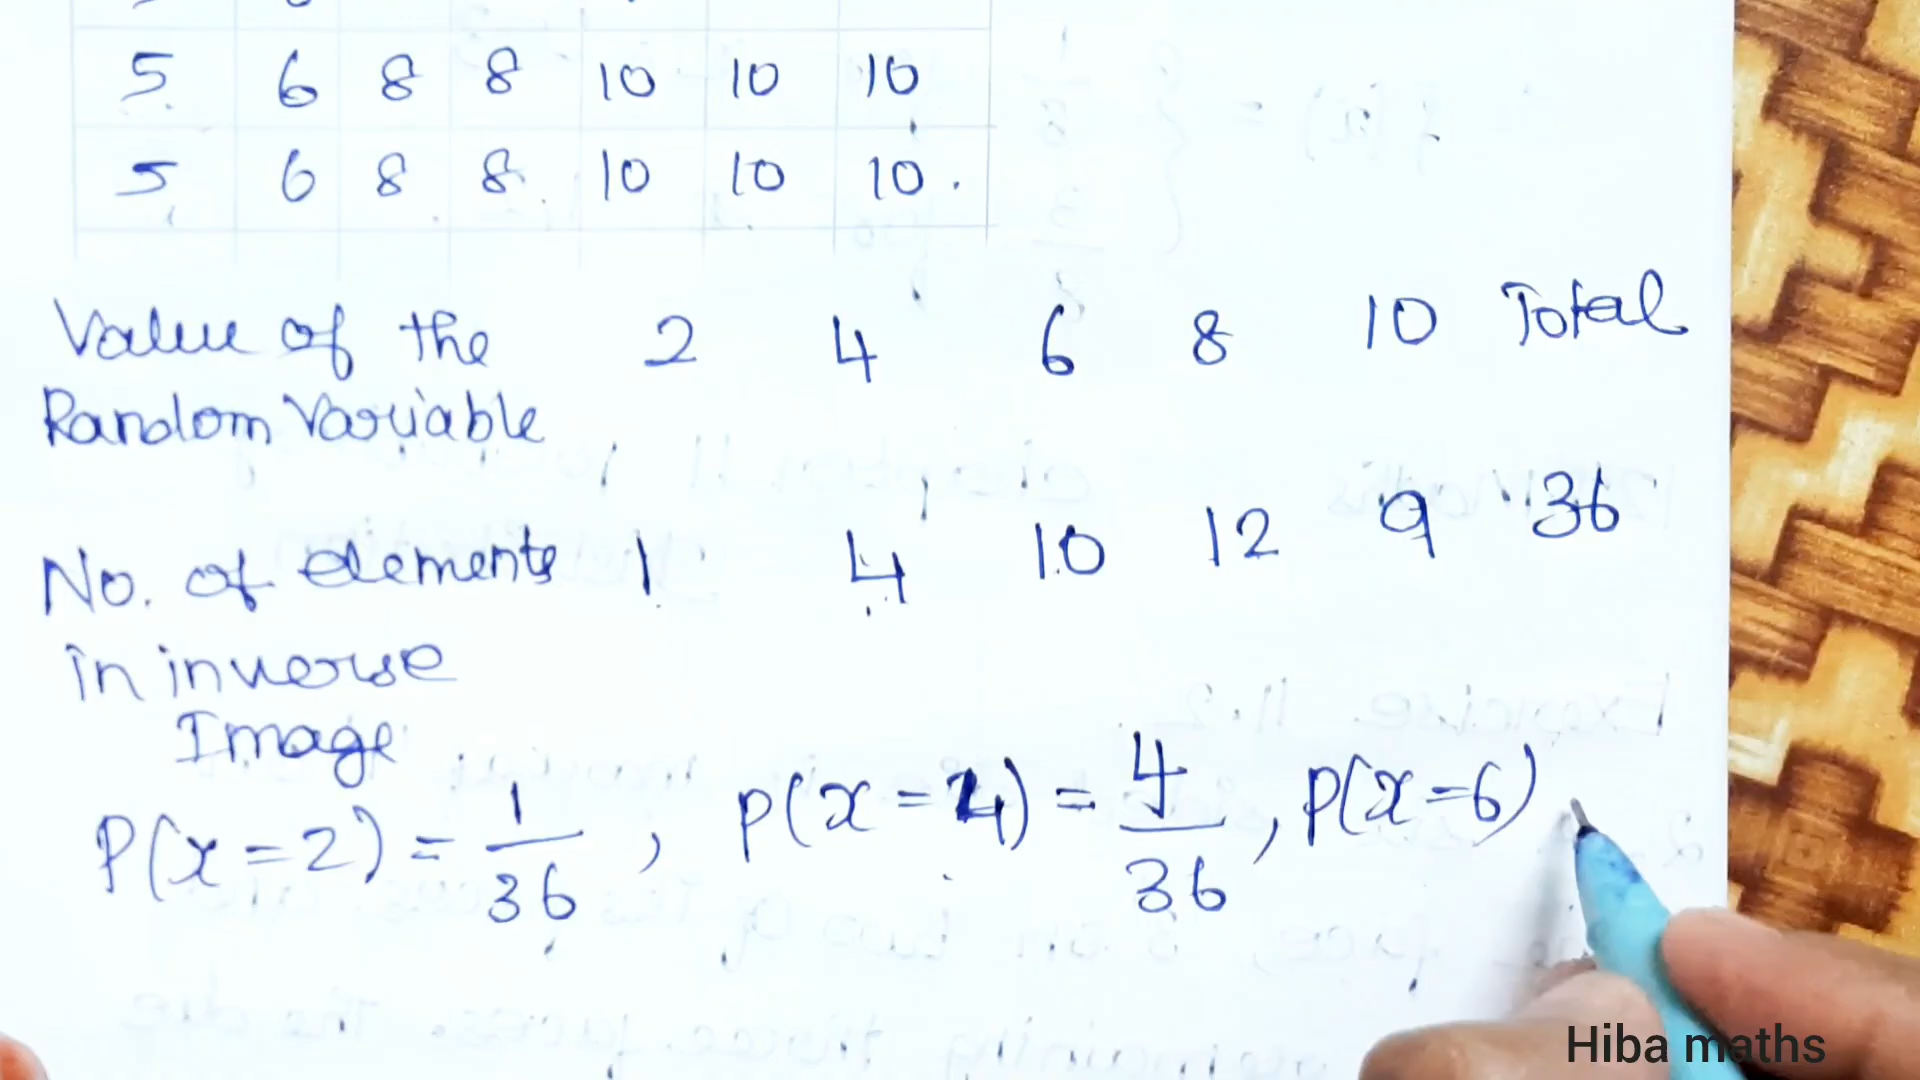 5 6 8 8 10 10 10
5 6 8 8 10 10 10
Value of the 2 4 6 8 10 Total
Random Variable
No. of elements 1 4 10 12 9 36
in inverse
Image
P(x=2) = 1/36, p(x=4) = 4/36, p(x=6)
Hiba maths